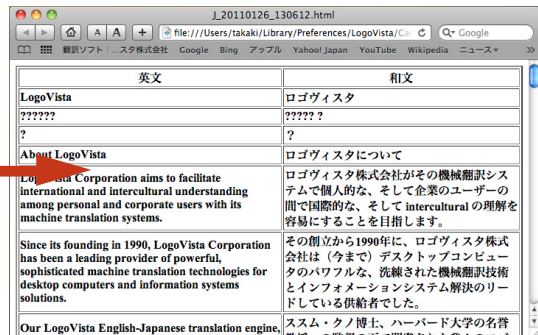 J_20110126_130612.html
A A + file:///Users/takaki/Library/Preferences/LogoVista/Ca Google
翻訳ソフト|...スタ株式会社 Google Bing アップル Yahoo! Japan YouTube Wikipedia ニュース
英文 和文
LogoVista ロゴヴィスタ
?????? ????? ?
? ?
About LogoVista ロゴヴィスタについて
LogoVista Corporation aims to facilitate
international and intercultural understanding
among personal and corporate users with its
machine translation systems.
ロゴヴィスタ株式会社がその機械翻訳シス
テムで個人的な、そして企業のユーザーの
間で国際的な、そして intercultural の理解を
容易にすることを目指します。
Since its founding in 1990, LogoVista Corporation
has been a leading provider of powerful,
sophisticated machine translation technologies for
desktop computers and information systems
solutions.
その創立から1990年に、ロゴヴィスタ株式
会社は(今まで)デスクトップコンピュー
タのパワフルな、洗練された機械翻訳技術
とインフォメーションシステム解決のリー
ドしている供給者でした。
Our LogoVista English-Japanese translation engine,
ススム・クノ博士、ハーバード大学の名誉